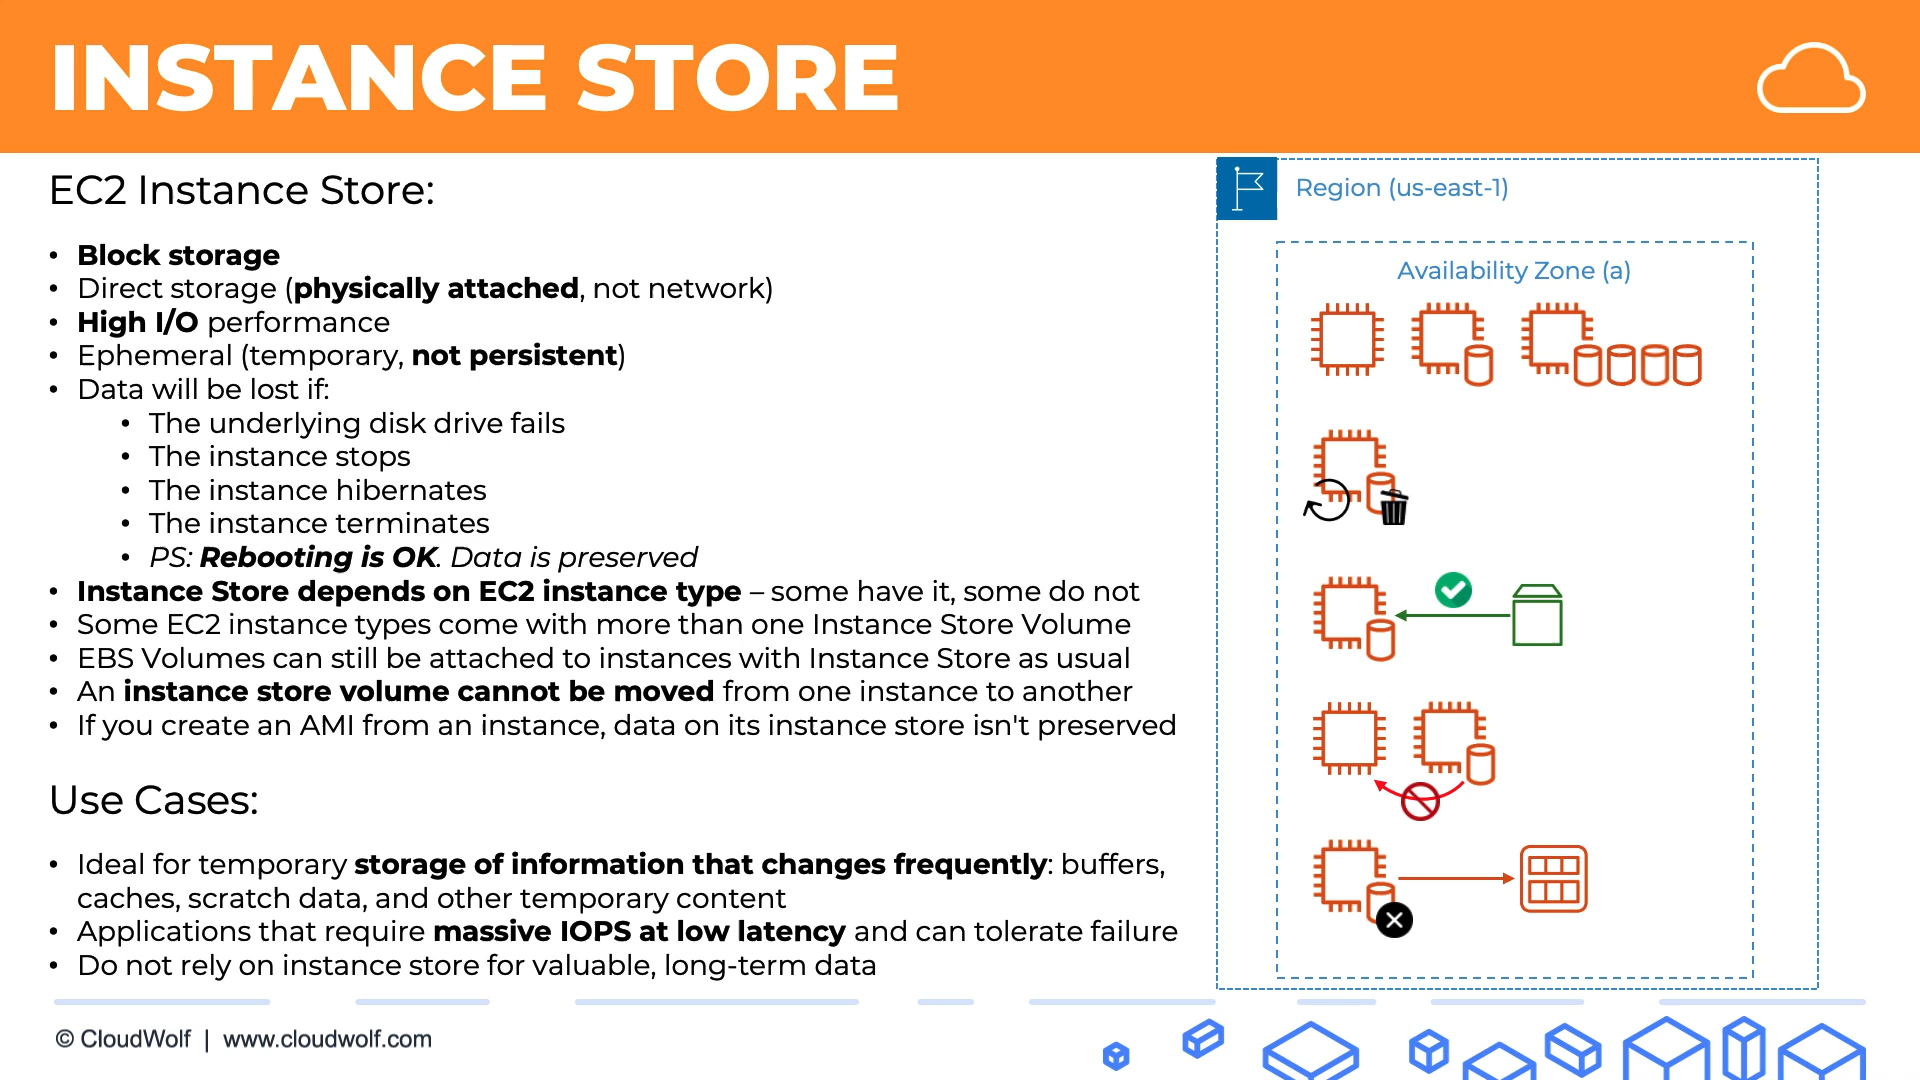 INSTANCE STORE
EC2 Instance Store:
• Block storage
• Direct storage (physically attached, not network)
• High I/O performance
• Ephemeral (temporary, not persistent)
• Data will be lost if:
• The underlying disk drive fails
• The instance stops
• The instance hibernates
• The instance terminates
• PS: Rebooting is OK. Data is preserved
• Instance Store depends on EC2 instance type – some have it, some do not
• Some EC2 instance types come with more than one Instance Store Volume
• EBS Volumes can still be attached to instances with Instance Store as usual
• An instance store volume cannot be moved from one instance to another
• If you create an AMI from an instance, data on its instance store isn't preserved
Use Cases:
• Ideal for temporary storage of information that changes frequently: buffers,
caches, scratch data, and other temporary content
• Applications that require massive IOPS at low latency and can tolerate failure
• Do not rely on instance store for valuable, long-term data
Region (us-east-1)
Availability Zone (a)
© CloudWolf | www.cloudwolf.com